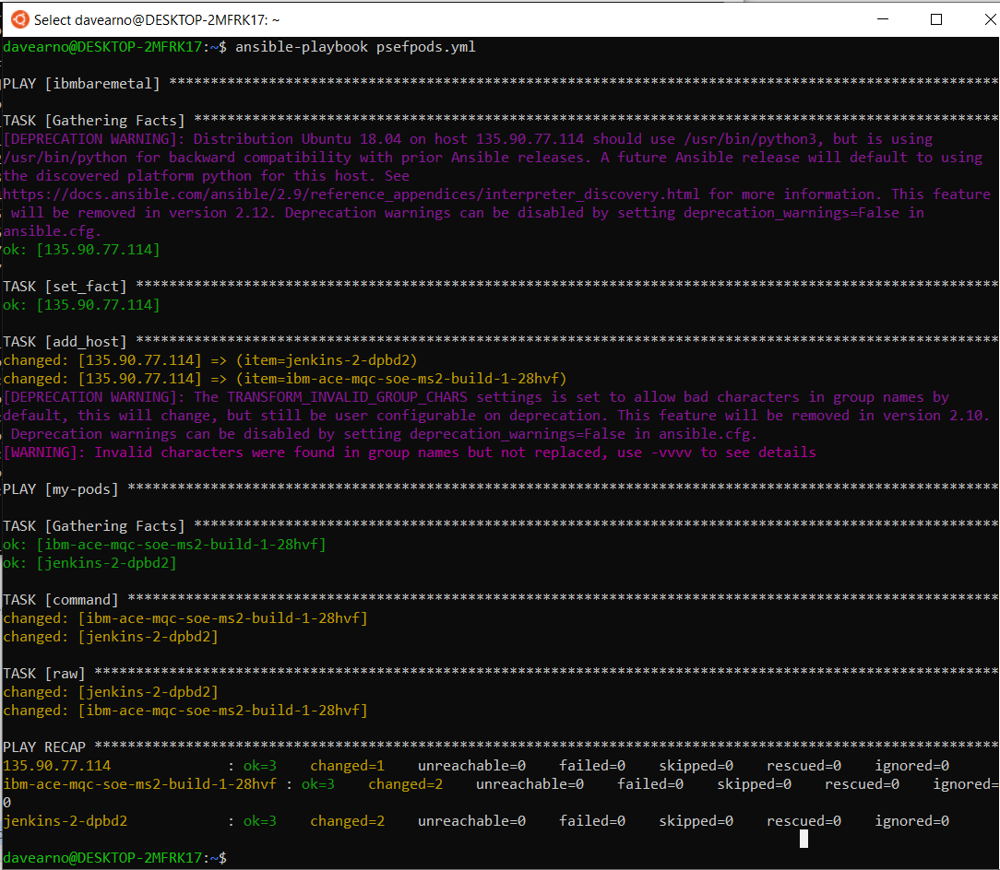 Select davearno@DESKTOP-2MFRK17: ~
davearno@DESKTOP-2MFRK17:~$ ansible-playbook psefpods.yml
PLAY [ibmbaremetal] ****************************************************************************************************
TASK [Gathering Facts] *************************************************************************************************
[DEPRECATION WARNING]: Distribution Ubuntu 18.04 on host 135.90.77.114 should use /usr/bin/python3, but is using
/usr/bin/python for backward compatibility with prior Ansible releases. A future Ansible release will default to using
the discovered platform python for this host. See
https://docs.ansible.com/ansible/2.9/reference_appendices/interpreter_discovery.html for more information. This feature
will be removed in version 2.12. Deprecation warnings can be disabled by setting deprecation_warnings=False in
ansible.cfg.
ok: [135.90.77.114]
TASK [set_fact] ********************************************************************************************************
ok: [135.90.77.114]
TASK [add_host] ********************************************************************************************************
changed: [135.90.77.114] => (item=jenkins-2-dpbd2)
changed: [135.90.77.114] => (item=ibm-ace-mqc-soe-ms2-build-1-28hvf)
[DEPRECATION WARNING]: The TRANSFORM_INVALID_GROUP_CHARS settings is set to allow bad characters in group names by
default, this will change, but still be user configurable on deprecation. This feature will be removed in version 2.10.
Deprecation warnings can be disabled by setting deprecation_warnings=False in ansible.cfg.
[WARNING]: Invalid characters were found in group names but not replaced, use -vvvv to see details
PLAY [my-pods] *********************************************************************************************************
TASK [Gathering Facts] *************************************************************************************************
ok: [ibm-ace-mqc-soe-ms2-build-1-28hvf]
ok: [jenkins-2-dpbd2]
TASK [command] *********************************************************************************************************
changed: [ibm-ace-mqc-soe-ms2-build-1-28hvf]
changed: [jenkins-2-dpbd2]
TASK [raw] *************************************************************************************************************
changed: [jenkins-2-dpbd2]
changed: [ibm-ace-mqc-soe-ms2-build-1-28hvf]
PLAY RECAP *************************************************************************************************************
135.90.77.114 : ok=3 changed=1 unreachable=0 failed=0 skipped=0 rescued=0 ignored=0
ibm-ace-mqc-soe-ms2-build-1-28hvf : ok=3 changed=2 unreachable=0 failed=0 skipped=0 rescued=0 ignored=
0
jenkins-2-dpbd2 : ok=3 changed=2 unreachable=0 failed=0 skipped=0 rescued=0 ignored=0
davearno@DESKTOP-2MFRK17:~$